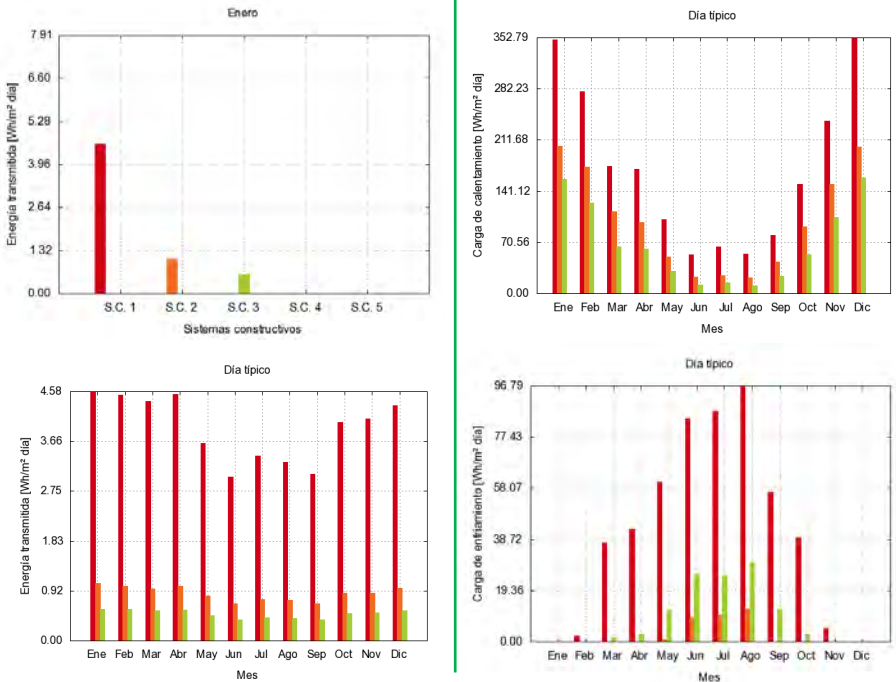 Enero
Energía transmitida [Wh/m² día]
7.91
6.60
5.28
3.96
2.64
1.32
0.00
S.C. 1 S.C. 2 S.C. 3 S.C. 4 S.C. 5
Sistemas constructivos
Día típico
Energía transmitida [Wh/m² día]
4.58
3.66
2.75
1.83
0.92
0.00
Ene Feb Mar Abr May Jun Jul Ago Sep Oct Nov Dic
Mes
Día típico
Carga de calentamiento [Wh/m² día]
352.79
282.23
211.68
141.12
70.56
0.00
Ene Feb Mar Abr May Jun Jul Ago Sep Oct Nov Dic
Mes
Día típico
Carga de enfriamiento [Wh/m² día]
96.79
77.43
58.07
38.72
19.36
0.00
Ene Feb Mar Abr May Jun Jul Ago Sep Oct Nov Dic
Mes